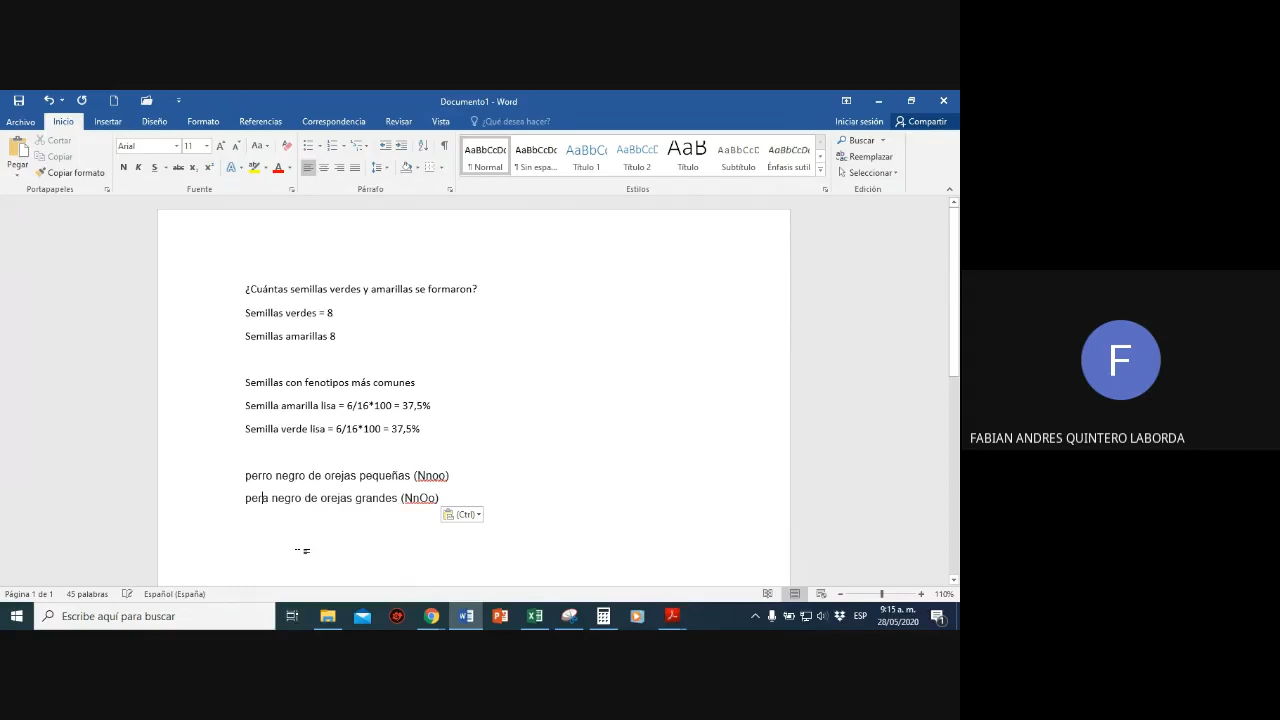 Documento1 - Word
Archivo Inicio Insertar Diseño Formato Referencias Correspondencia Revisar Vista ¿Qué desea hacer? Iniciar sesión Compartir
Pegar
Cortar
Copiar
Copiar formato
Portapapeles
Arial 11
Fuente
Párrafo
AaBbCcDc ¶ Normal
AaBbCcDc ¶ Sin espa...
AaBbCc Título 1
AaBbCcC Título 2
AaB Título
AaBbCcC Subtítulo
AaBbCcDc Énfasis sutil
Estilos
Buscar
Reemplazar
Seleccionar
Edición
¿Cuántas semillas verdes y amarillas se formaron?
Semillas verdes = 8
Semillas amarillas 8
Semillas con fenotipos más comunes
Semilla amarilla lisa = 6/16*100 = 37,5%
Semilla verde lisa = 6/16*100 = 37,5%
perro negro de orejas pequeñas (Nnoo)
pera negro de orejas grandes (NnOo)
(Ctrl)
Página 1 de 1 45 palabras Español (España) 110%
Escribe aquí para buscar
ESP
9:15 a. m.
28/05/2020
1
F
FABIAN ANDRES QUINTERO LABORDA